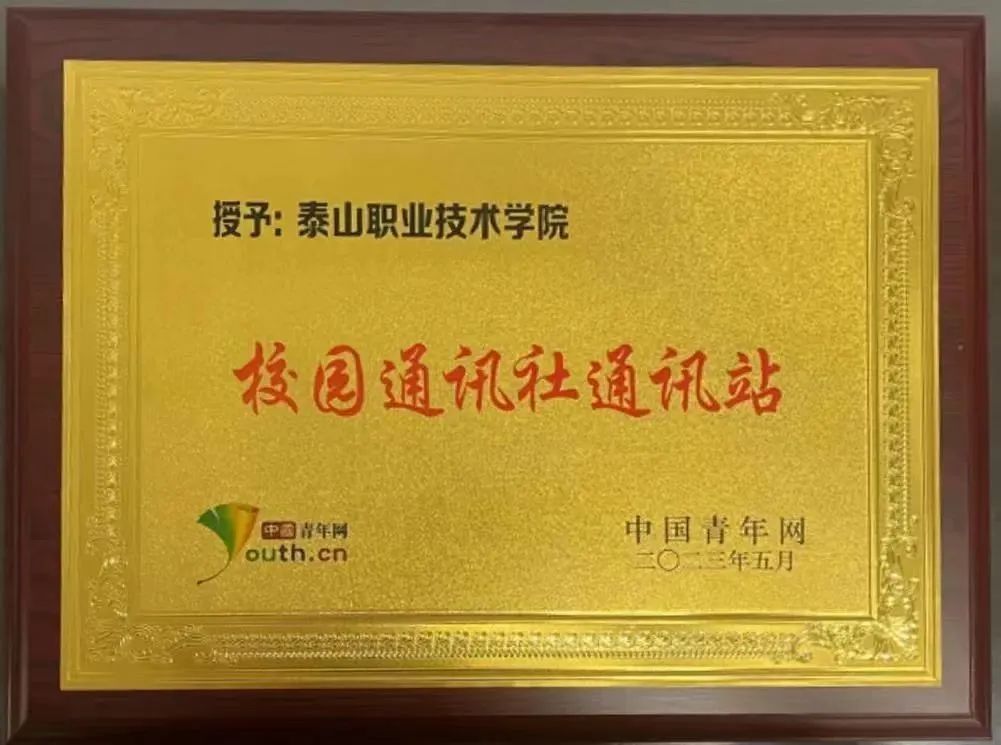 授予：泰山职业技术学院
校园通讯社通讯站
中國青年网
Youth.cn
中国青年网
二〇二三年五月